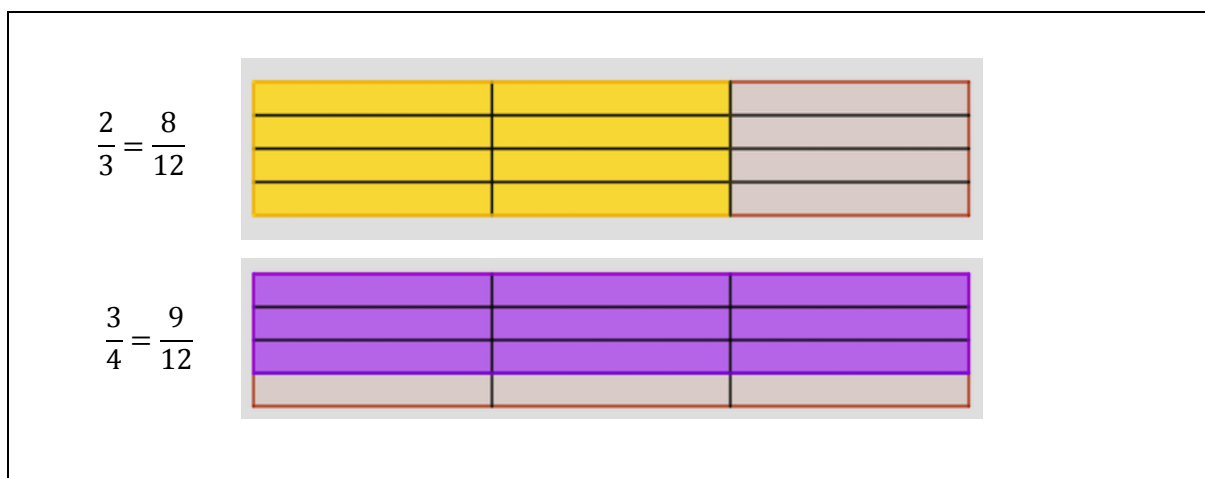 2/3 = 8/12
3/4 = 9/12